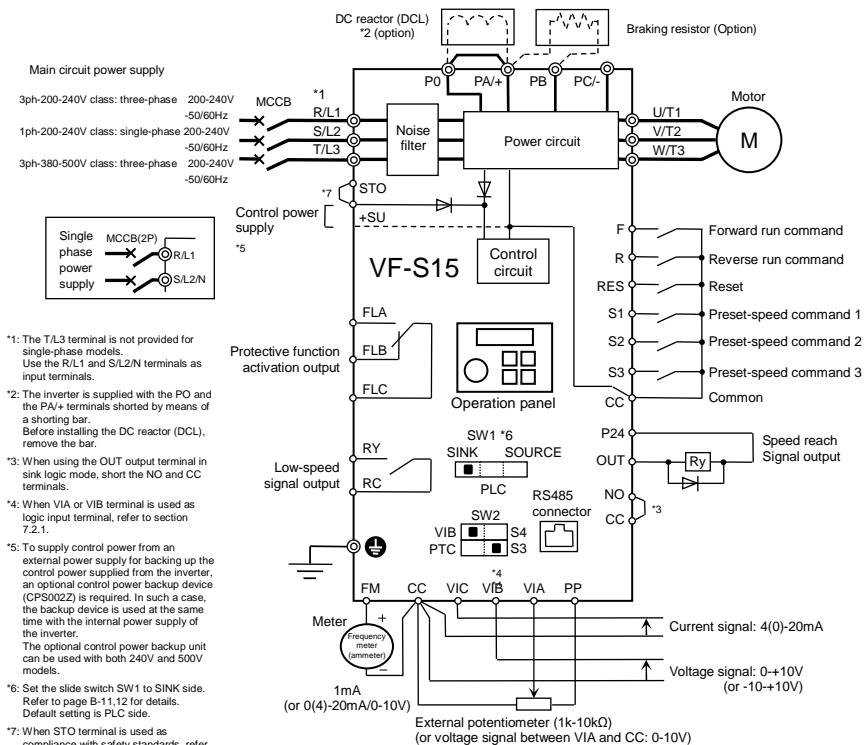 DC reactor (DCL)
*2 (option)
Braking resistor (Option)
Main circuit power supply
P0 PA/+ PB PC/-
3ph-200-240V class: three-phase 200-240V
-50/60Hz
1ph-200-240V class: single-phase 200-240V
-50/60Hz
3ph-380-500V class: three-phase 200-240V
-50/60Hz
MCCB
*1
R/L1
S/L2
T/L3
Noise
filter
Power circuit
U/T1
V/T2
W/T3
Motor
M
*7
STO
Control power
supply
+SU
*5
Control
circuit
VF-S15
Single
phase
power
supply
MCCB(2P)
R/L1
S/L2/N
F
Forward run command
R
Reverse run command
RES
Reset
S1
Preset-speed command 1
S2
Preset-speed command 2
S3
Preset-speed command 3
CC
Common
FLA
FLB
FLC
Protective function
activation output
Operation panel
P24
OUT
Ry
Speed reach
Signal output
NO
CC
*3
RY
RC
Low-speed
signal output
SW1 *6
SINK SOURCE
PLC
SW2
VIB S4
PTC S3
RS485
connector
*4
FM CC VIC VIB VIA PP
Meter
+
Frequency
meter
(ammeter)
−
1mA
(or 0(4)-20mA/0-10V)
Current signal: 4(0)-20mA
Voltage signal: 0-+10V
(or -10-+10V)
External potentiometer (1k-10kΩ)
(or voltage signal between VIA and CC: 0-10V)
*1: The T/L3 terminal is not provided for
single-phase models.
Use the R/L1 and S/L2/N terminals as
input terminals.
*2: The inverter is supplied with the PO and
the PA/+ terminals shorted by means of
a shorting bar.
Before installing the DC reactor (DCL),
remove the bar.
*3: When using the OUT output terminal in
sink logic mode, short the NO and CC
terminals.
*4: When VIA or VIB terminal is used as
logic input terminal, refer to section
7.2.1.
*5: To supply control power from an
external power supply for backing up the
control power supplied from the inverter,
an optional control power backup device
(CPS002Z) is required. In such a case,
the backup device is used at the same
time with the internal power supply of
the inverter.
The optional control power backup unit
can be used with both 240V and 500V
models.
*6: Set the slide switch SW1 to SINK side.
Refer to page B-11,12 for details.
Default setting is PLC side.
*7: When STO terminal is used as
compliance with safety standards, refer